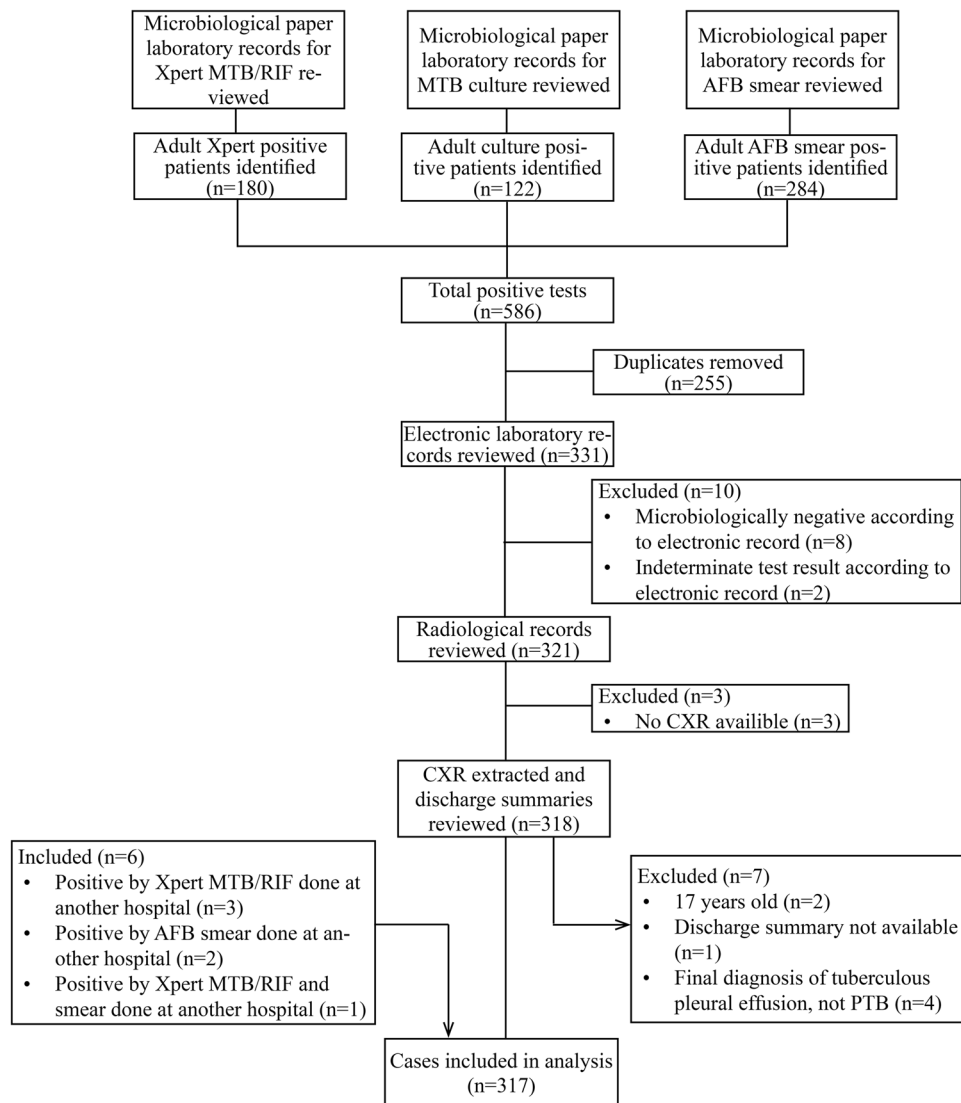 Microbiological paper
laboratory records for
Xpert MTB/RIF re-
viewed
Microbiological paper
laboratory records for
MTB culture reviewed
Microbiological paper
laboratory records for
AFB smear reviewed
Adult Xpert positive
patients identified
(n=180)
Adult culture posi-
tive patients identified
(n=122)
Adult AFB smear pos-
itive patients identified
(n=284)
Total positive tests
(n=586)
Duplicates removed
(n=255)
Electronic laboratory re-
cords reviewed (n=331)
Excluded (n=10)
• Microbiologically negative according
to electronic record (n=8)
• Indeterminate test result according to
electronic record (n=2)
Radiological records
reviewed (n=321)
Excluded (n=3)
• No CXR availible (n=3)
CXR extracted and
discharge summaries
reviewed (n=318)
Included (n=6)
• Positive by Xpert MTB/RIF done at
another hospital (n=3)
• Positive by AFB smear done at an-
other hospital (n=2)
• Positive by Xpert MTB/RIF and
smear done at another hospital (n=1)
Excluded (n=7)
• 17 years old (n=2)
• Discharge summary not available
(n=1)
• Final diagnosis of tuberculous
pleural effusion, not PTB (n=4)
Cases included in analysis
(n=317)